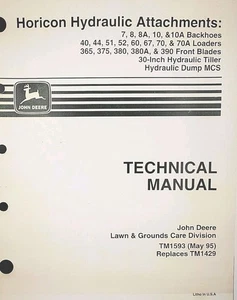 Horicon Hydraulic Attachments:
7, 8, 8A, 10, &10A Backhoes
40, 44, 51, 52, 60, 67, 70, & 70A Loaders
365, 375, 380, 380A, & 390 Front Blades
30-Inch Hydraulic Tiller
Hydraulic Dump MCS
JOHN DEERE
TECHNICAL
MANUAL
John Deere
Lawn & Grounds Care Division
TM1593 (May 95)
Replaces TM1429
Litho in U.S.A